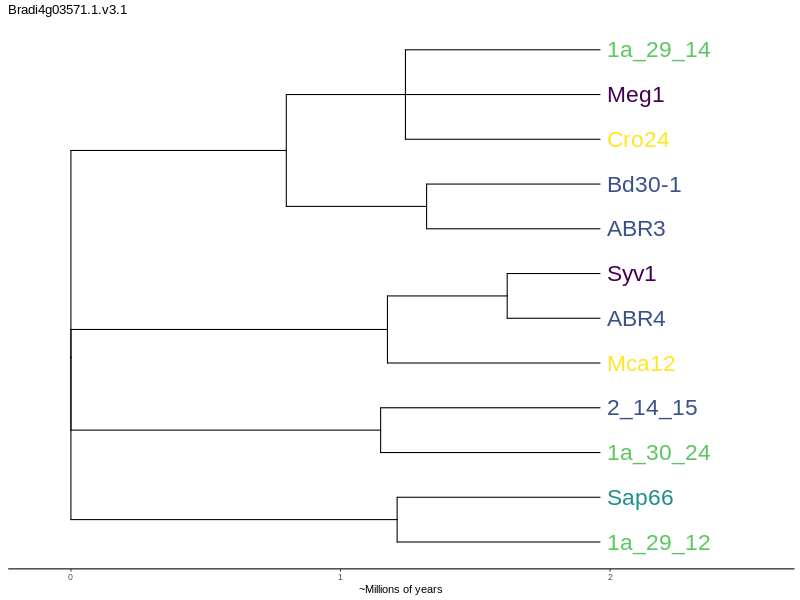 Bradi4g03571.1.v3.1
1a_29_14
Meg1
Cro24
Bd30-1
ABR3
Syv1
ABR4
Mca12
2_14_15
1a_30_24
Sap66
1a_29_12
0 1 2
~Millions of years